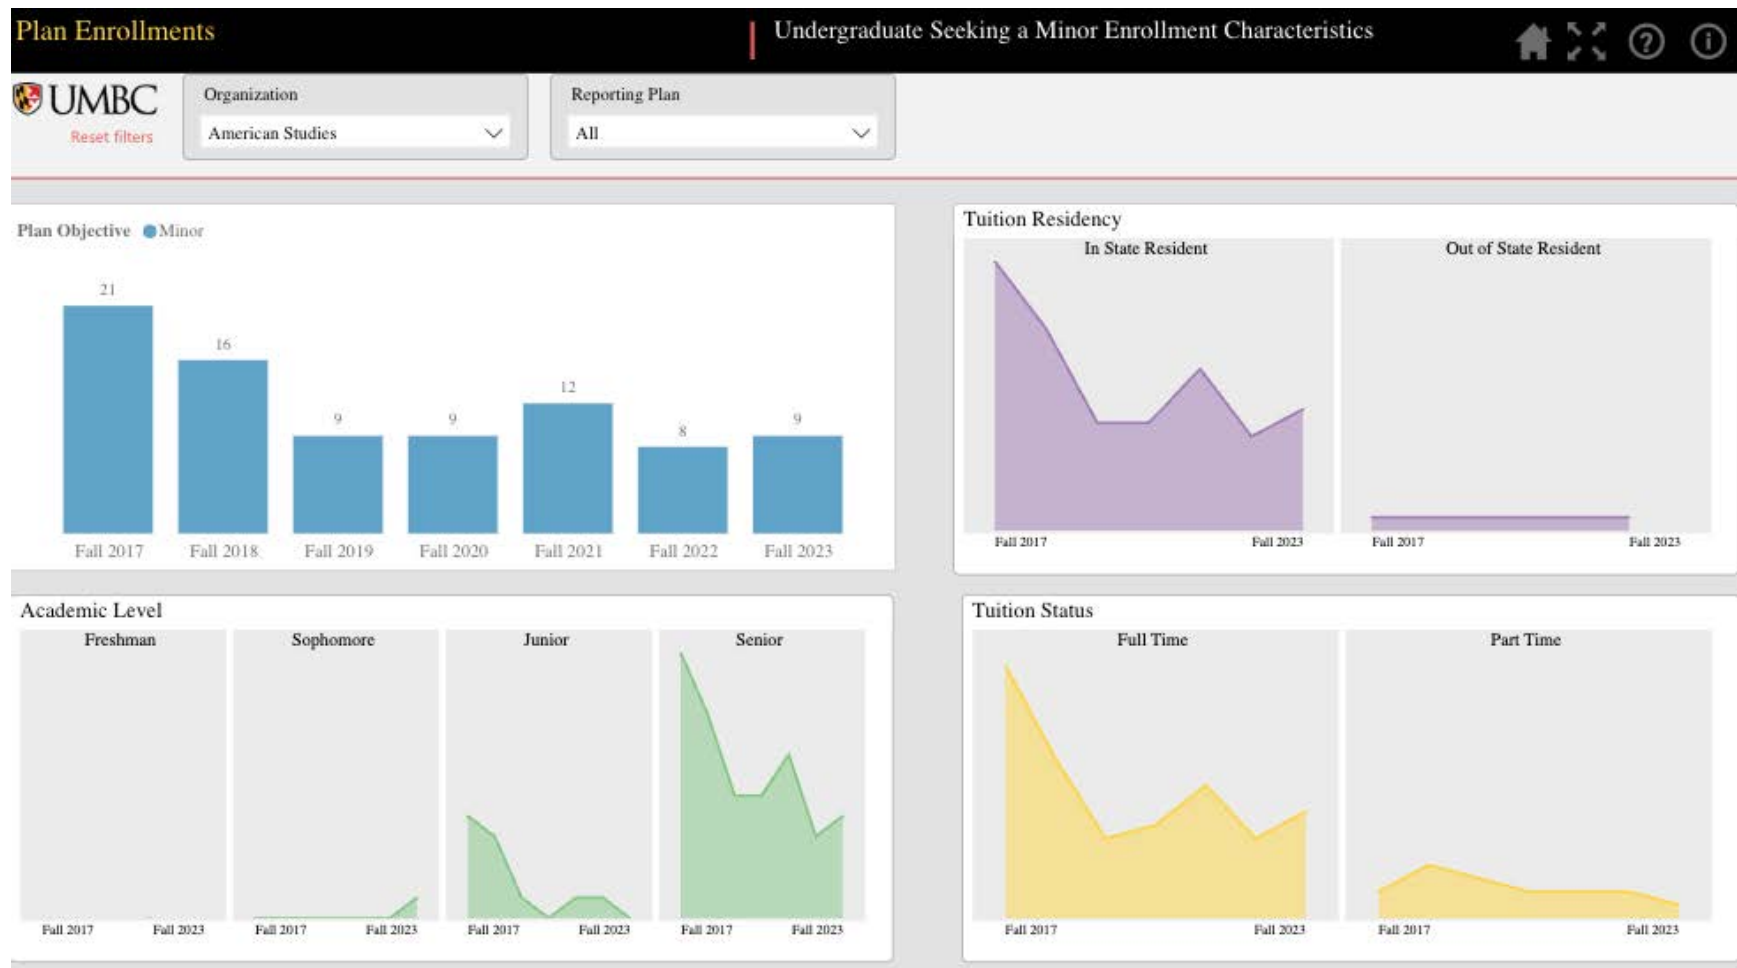 Plan Enrollments
Undergraduate Seeking a Minor Enrollment Characteristics
UMBC
Reset filters
Organization
American Studies
Reporting Plan
All
Plan Objective Minor
21
16
9
9
12
8
9
Fall 2017 Fall 2018 Fall 2019 Fall 2020 Fall 2021 Fall 2022 Fall 2023
Tuition Residency
In State Resident Out of State Resident
Fall 2017 Fall 2023 Fall 2017 Fall 2023
Academic Level
Freshman Sophomore Junior Senior
Fall 2017 Fall 2023 Fall 2017 Fall 2023 Fall 2017 Fall 2023 Fall 2017 Fall 2023
Tuition Status
Full Time Part Time
Fall 2017 Fall 2023 Fall 2017 Fall 2023